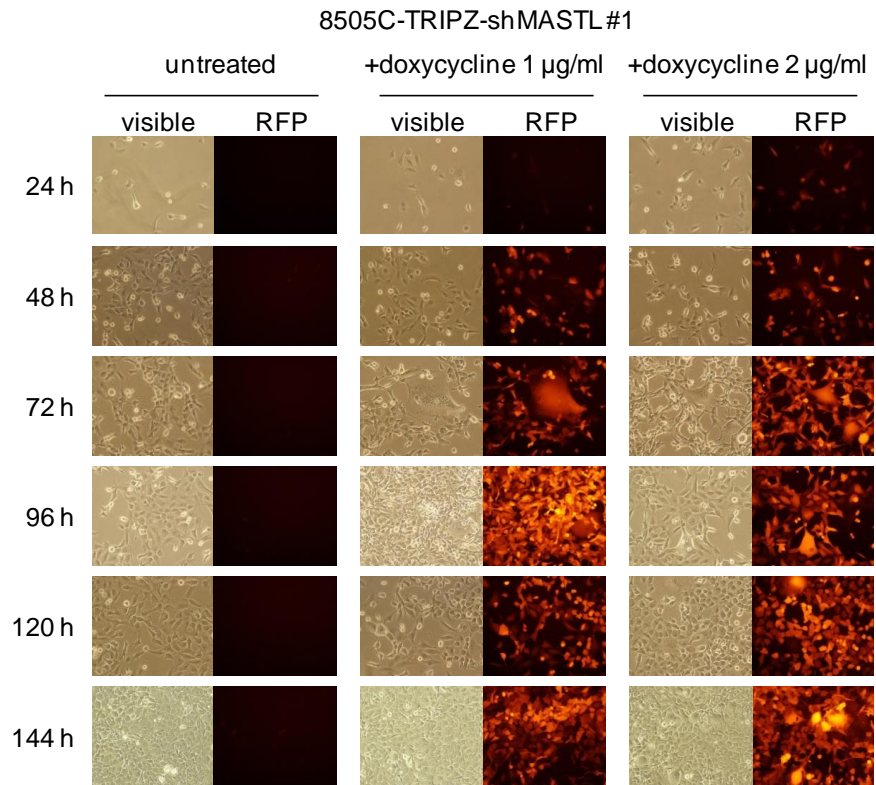 8505C-TRIPZ-shMASTL #1
untreated +doxycycline 1 µg/ml +doxycycline 2 µg/ml
visible RFP visible RFP visible RFP
24 h
48 h
72 h
96 h
120 h
144 h